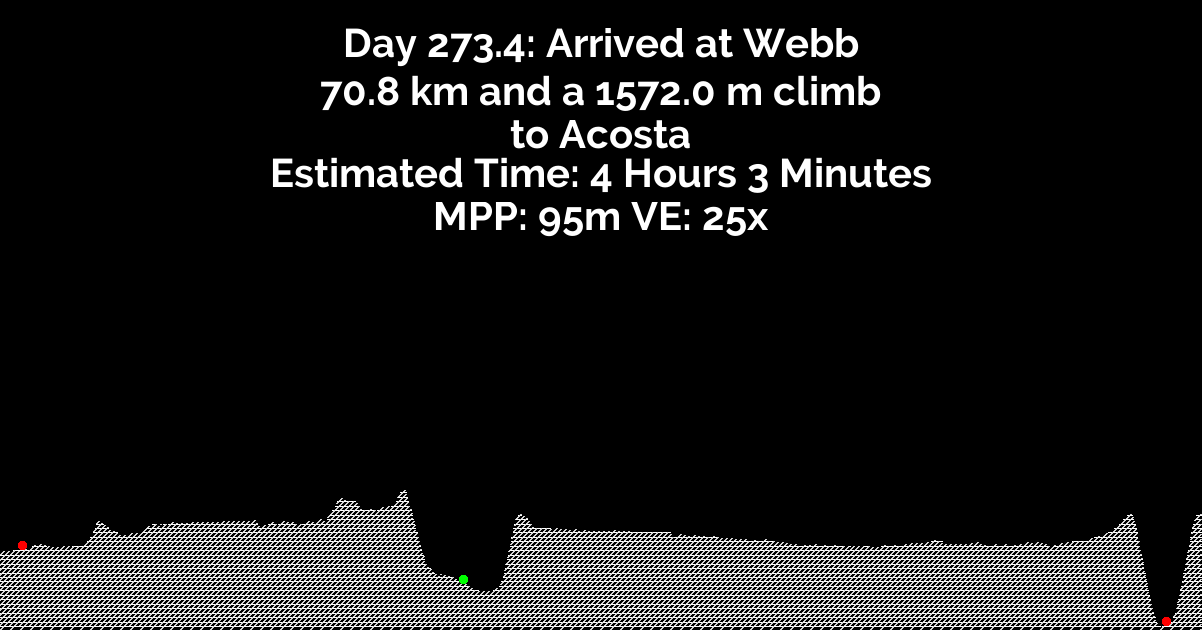 Day 273.4: Arrived at Webb
70.8 km and a 1572.0 m climb
to Acosta
Estimated Time: 4 Hours 3 Minutes
MPP: 95m VE: 25x